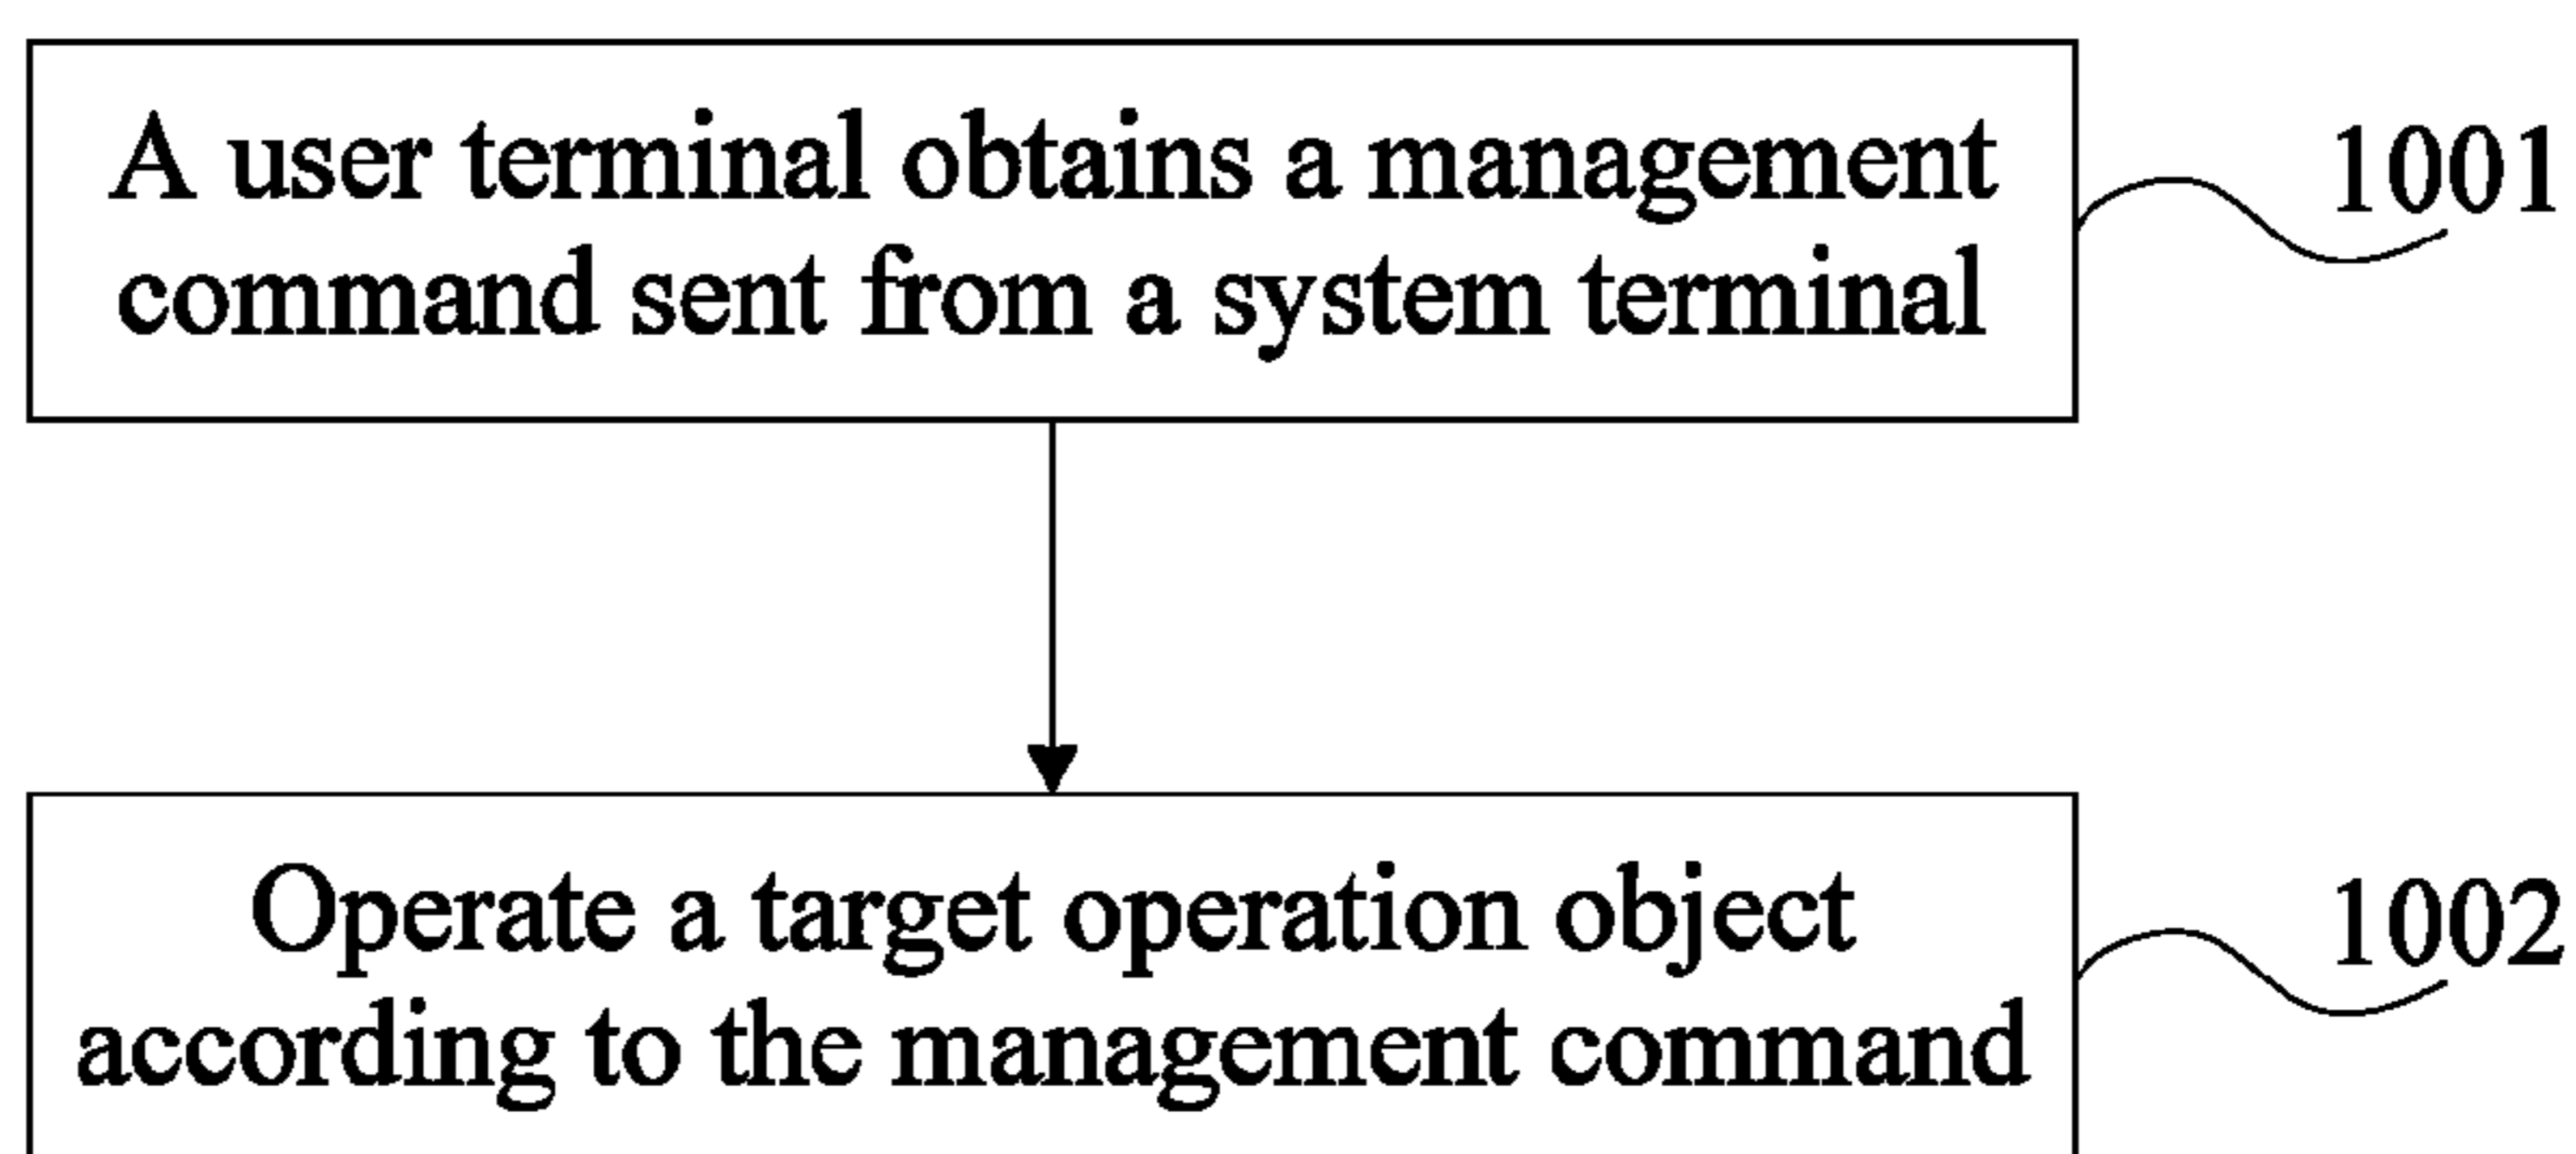 A user terminal obtains a management
command sent from a system terminal
1001
Operate a target operation object
according to the management command
1002